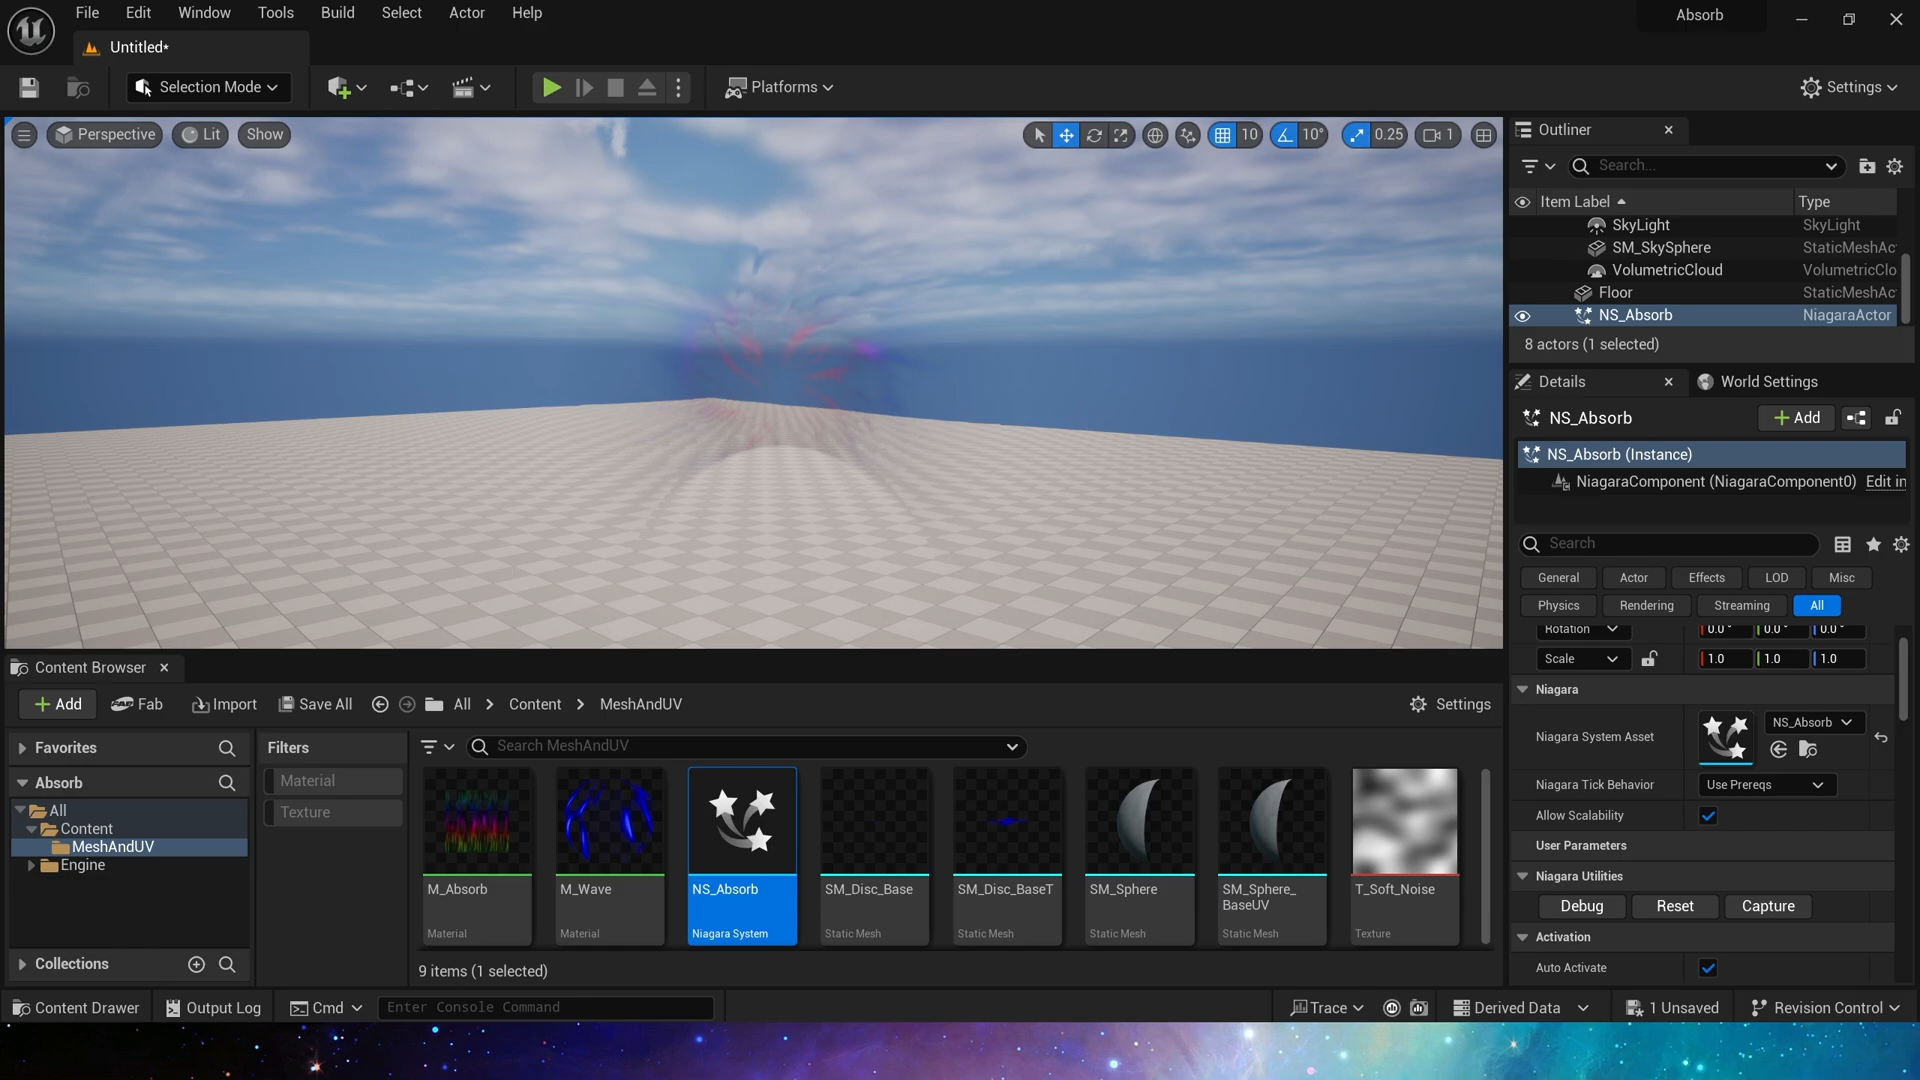 File Edit Window Tools Build Select Actor Help
Absorb
Untitled*
Selection Mode
Platforms
Settings
Perspective
Lit
Show
10
10°
0.25
1
Outliner
Search...
Item Label
Type
SkyLight SkyLight
SM_SkySphere StaticMeshAc
VolumetricCloud VolumetricClo
Floor StaticMeshAc
NS_Absorb NiagaraActor
8 actors (1 selected)
Details
World Settings
NS_Absorb
Add
NS_Absorb (Instance)
NiagaraComponent (NiagaraComponent0) Edit in
Search
General Actor Effects LOD Misc
Physics Rendering Streaming All
Rotation 0.0° 0.0° 0.0°
Scale 1.0 1.0 1.0
Niagara
Niagara System Asset
NS_Absorb
Niagara Tick Behavior
Use Prereqs
Allow Scalability
User Parameters
Niagara Utilities
Debug Reset Capture
Activation
Auto Activate
Content Browser
Add Fab Import Save All All Content MeshAndUV Settings
Favorites
Absorb
All
Content
MeshAndUV
Engine
Collections
Filters
Material
Texture
Search MeshAndUV
M_Absorb
Material
M_Wave
Material
NS_Absorb
Niagara System
SM_Disc_Base
Static Mesh
SM_Disc_BaseT
Static Mesh
SM_Sphere
Static Mesh
SM_Sphere_
BaseUV
Static Mesh
T_Soft_Noise
Texture
9 items (1 selected)
Content Drawer Output Log Cmd Enter Console Command Trace Derived Data 1 Unsaved Revision Control